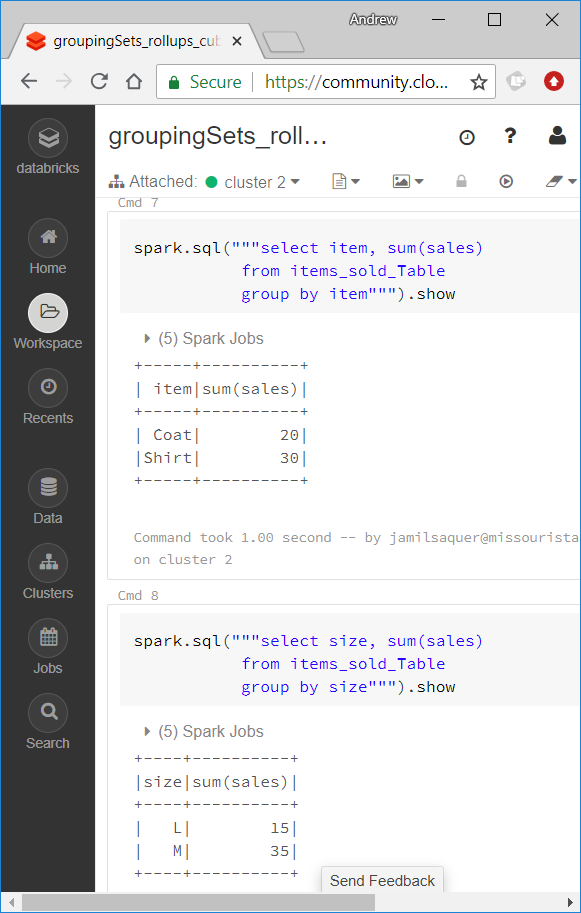 Andrew
groupingSets_rollups_cub
Secure
https://community.clo...
groupingSets_roll...
databricks
Attached: cluster 2
Home
Workspace
Recents
Data
Clusters
Jobs
Search
Cmd 7
spark.sql("""select item, sum(sales)
from items_sold_Table
group by item""").show
(5) Spark Jobs
+-----+----------+
| item|sum(sales)|
+-----+----------+
| Coat|        20|
|Shirt|        30|
+-----+----------+
Command took 1.00 second -- by jamilsaquer@missourista
on cluster 2
Cmd 8
spark.sql("""select size, sum(sales)
from items_sold_Table
group by size""").show
(5) Spark Jobs
+----+----------+
|size|sum(sales)|
+----+----------+
|   L|        15|
|   M|        35|
+----+----------+
Send Feedback